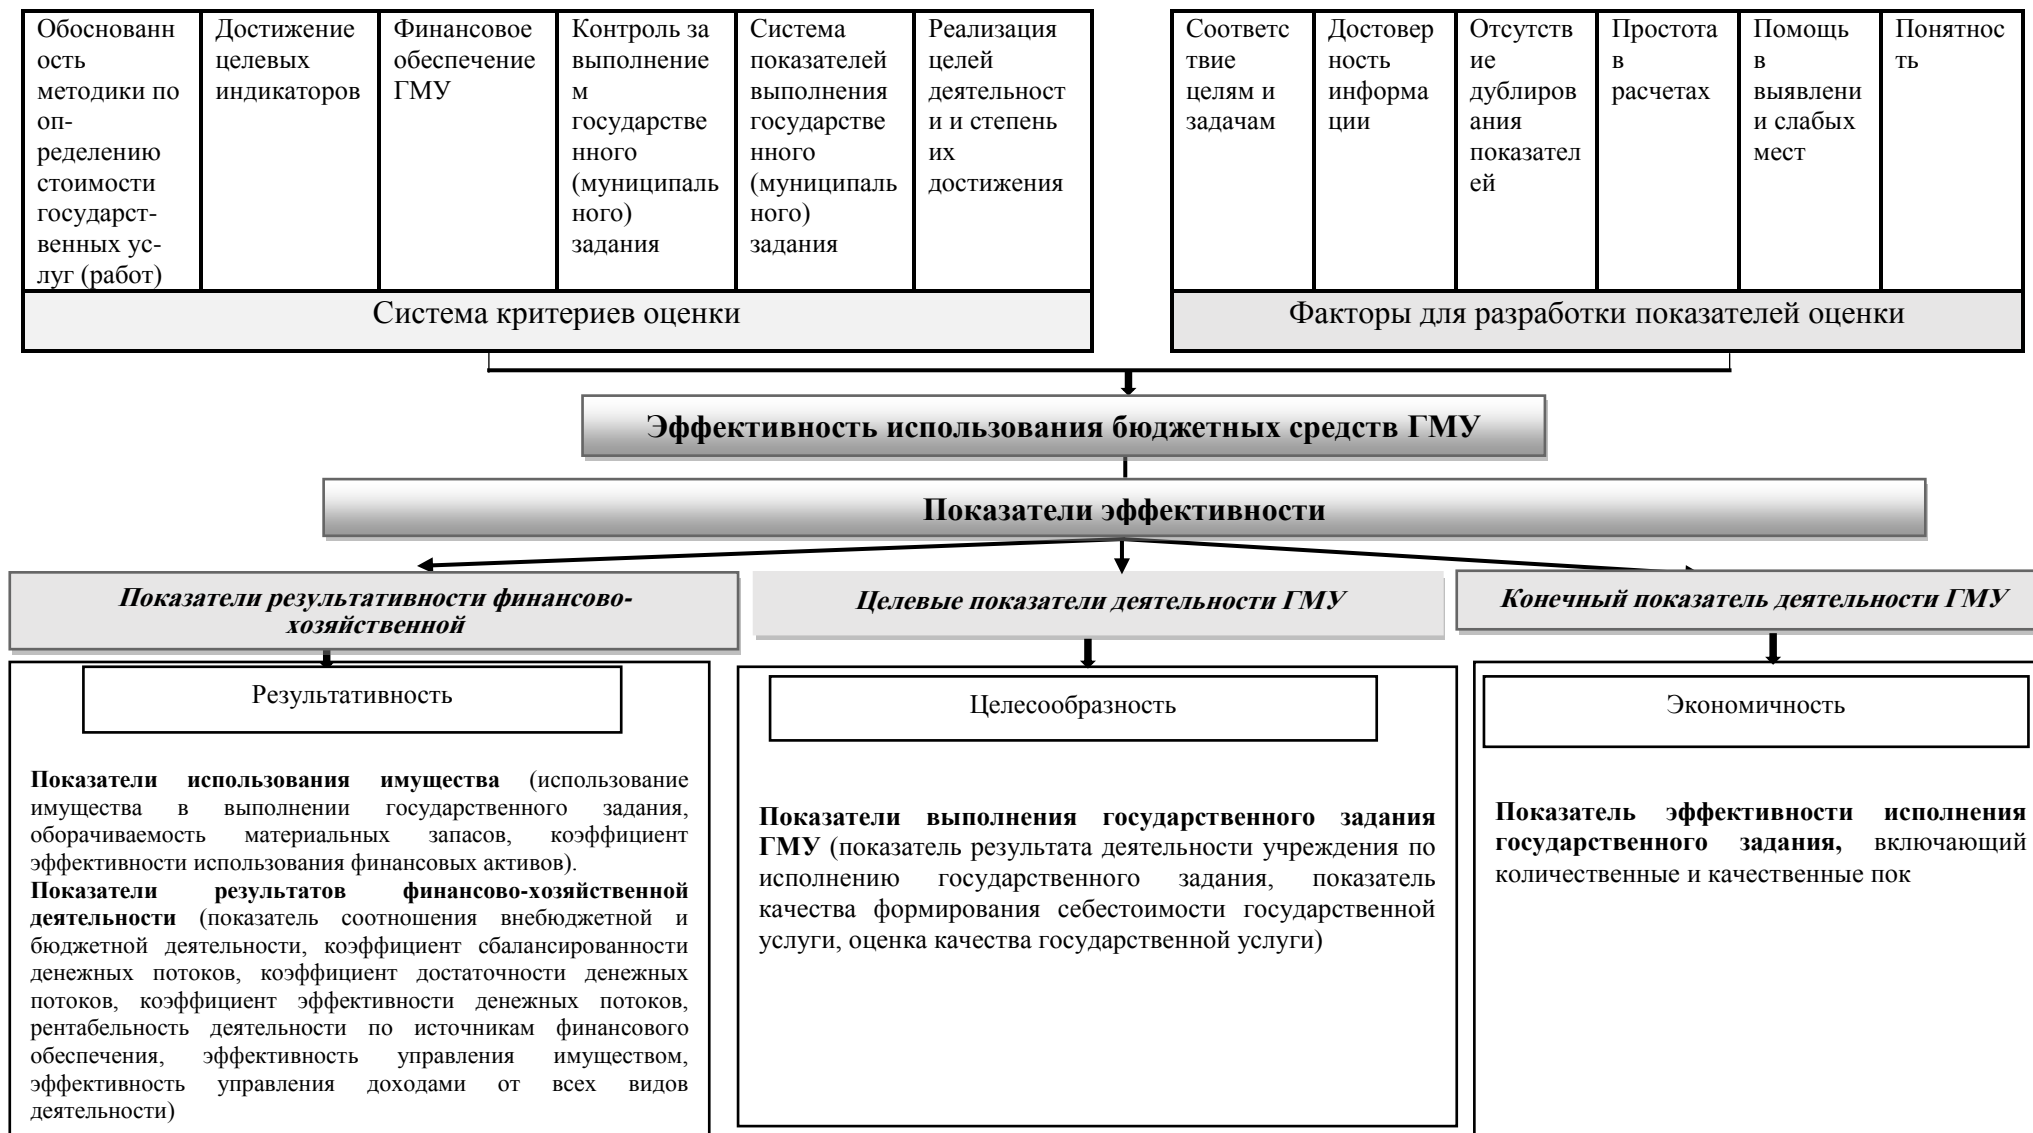 Обоснованн
ость
методики по
оп-
ределению
стоимости
государст-
венных ус-
луг (работ)
Достижение
целевых
индикаторов
Финансовое
обеспечение
ГМУ
Контроль за
выполнение
м
государстве
нного
(муниципаль
ного)
задания
Система
показателей
выполнения
государстве
нного
(муниципаль
ного)
задания
Реализация
целей
деятельност
и и степень
их
достижения
Система критериев оценки
Соответс
твие
целям и
задачам
Достовер
ность
информа
ции
Отсутств
ие
дублиров
ания
показател
ей
Простота
в
расчетах
Помощь
в
выявлени
и слабых
мест
Понятнос
ть
Факторы для разработки показателей оценки
Эффективность использования бюджетных средств ГМУ
Показатели эффективности
Показатели результативности финансово-
хозяйственной
Целевые показатели деятельности ГМУ
Конечный показатель деятельности ГМУ
Результативность
Показатели использования имущества (использование
имущества в выполнении государственного задания,
оборачиваемость материальных запасов, коэффициент
эффективности использования финансовых активов).
Показатели результатов финансово-хозяйственной
деятельности (показатель соотношения внебюджетной и
бюджетной деятельности, коэффициент сбалансированности
денежных потоков, коэффициент достаточности денежных
потоков, коэффициент эффективности денежных потоков,
рентабельность деятельности по источникам финансового
обеспечения, эффективность управления имуществом,
эффективность управления доходами от всех видов
деятельности)
Целесообразность
Показатели выполнения государственного задания
ГМУ (показатель результата деятельности учреждения по
исполнению государственного задания, показатель
качества формирования себестоимости государственной
услуги, оценка качества государственной услуги)
Экономичность
Показатель эффективности исполнения
государственного задания, включающий
количественные и качественные пок